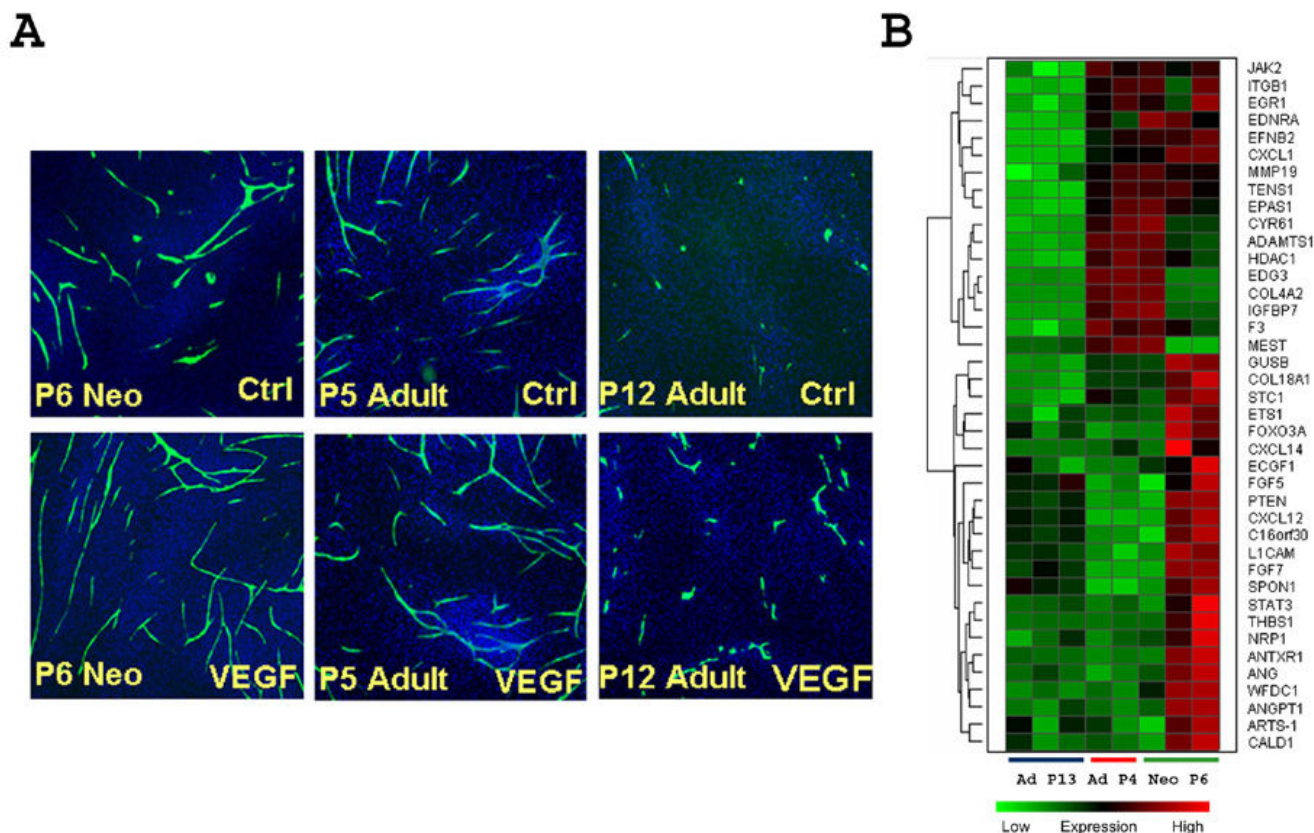 A
B
P6 Neo Ctrl
P5 Adult Ctrl
P12 Adult Ctrl
P6 Neo VEGF
P5 Adult VEGF
P12 Adult VEGF
JAK2
ITGB1
EGR1
EDNRA
EFNB2
CXCL1
MMP19
TENS1
EPAS1
CYR61
ADAMTS1
HDAC1
EDG3
COL4A2
IGFBP7
F3
MEST
GUSB
COL18A1
STC1
ETS1
FOXO3A
CXCL14
ECGF1
FGF5
PTEN
CXCL12
C16orf30
L1CAM
FGF7
SPON1
STAT3
THBS1
NRP1
ANTXR1
ANG
WFDC1
ANGPT1
ARTS-1
CALD1
Ad P13 Ad P4 Neo P6
Low Expression High